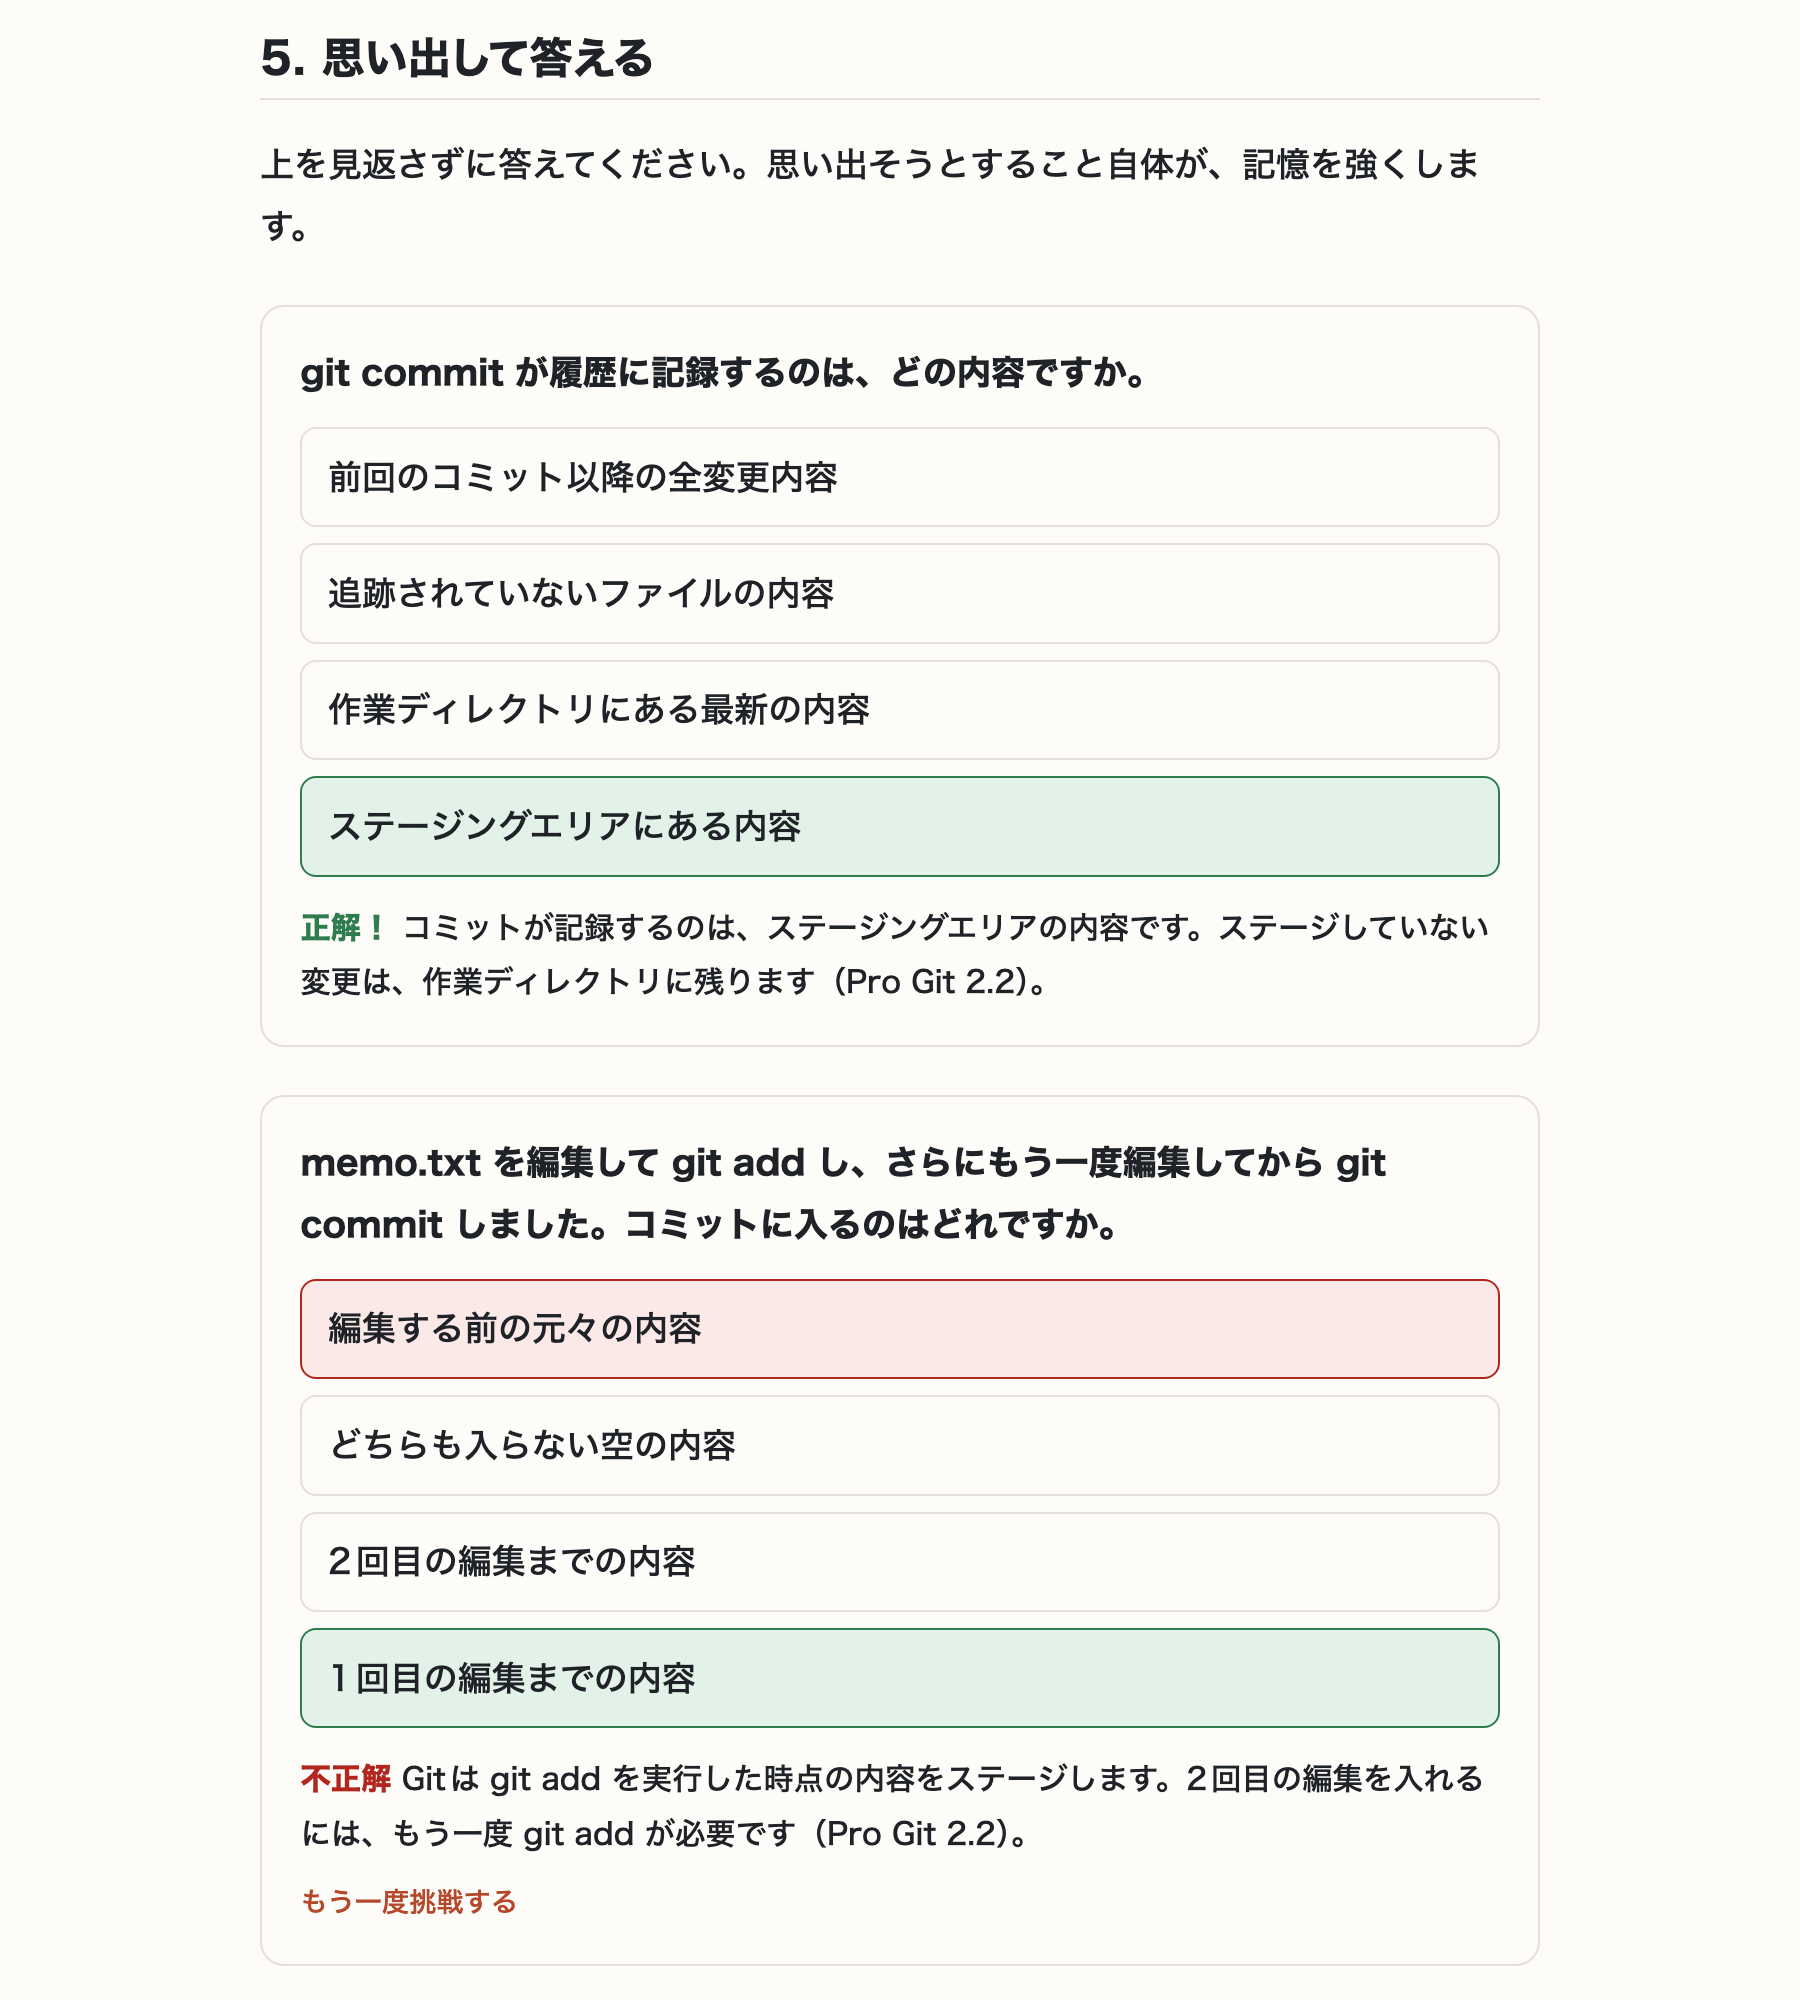 5. 思い出して答える
上を見返さずに答えてください。思い出そうとすること自体が、記憶を強くしま
す。
git commit が履歴に記録するのは、どの内容ですか。
前回のコミット以降の全変更内容
追跡されていないファイルの内容
作業ディレクトリにある最新の内容
ステージングエリアにある内容
正解！ コミットが記録するのは、ステージングエリアの内容です。ステージしていない
変更は、作業ディレクトリに残ります（Pro Git 2.2）。
memo.txt を編集して git add し、さらにもう一度編集してから git
commit しました。コミットに入るのはどれですか。
編集する前の元々の内容
どちらも入らない空の内容
2回目の編集までの内容
1回目の編集までの内容
不正解 Gitは git add を実行した時点の内容をステージします。2回目の編集を入れる
には、もう一度 git add が必要です（Pro Git 2.2）。
もう一度挑戦する